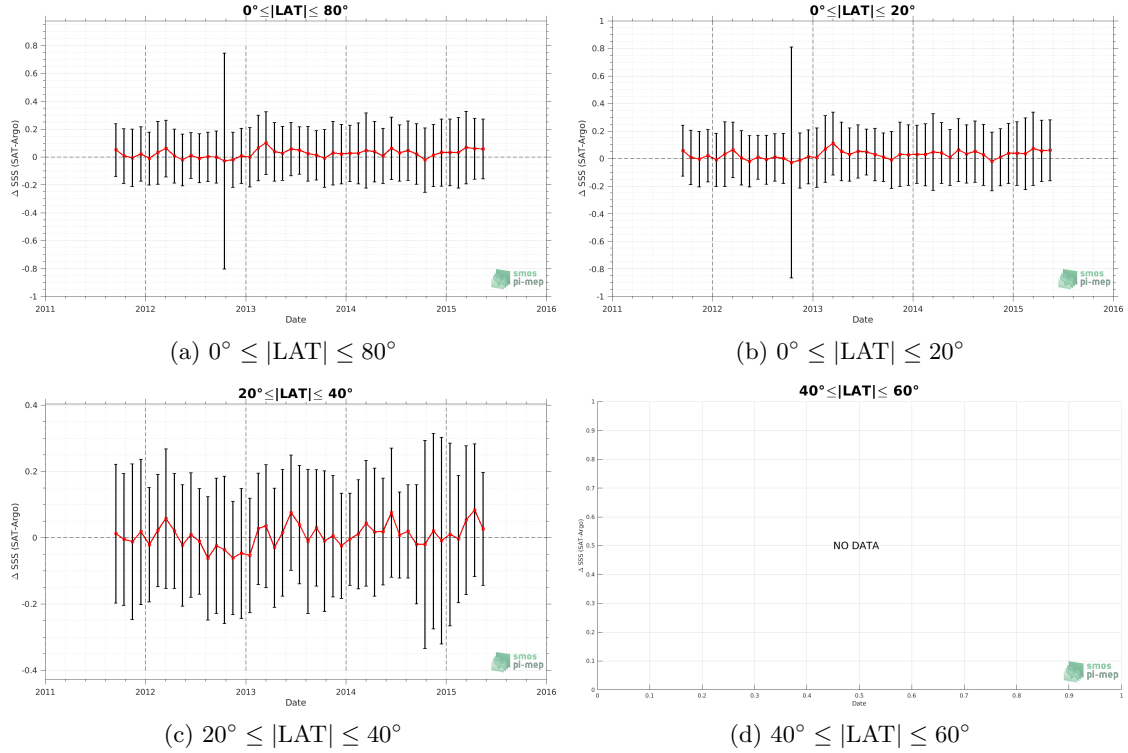 0°≤|LAT|≤ 80°
Δ SSS (SAT-Argo)
0.8
0.6
0.4
0.2
0
-0.2
-0.4
-0.6
-0.8
-1
2011 2012 2013 2014 2015 2016
Date
smos
pi-mep
(a) 0° ≤ |LAT| ≤ 80°
0°≤|LAT|≤ 20°
Δ SSS (SAT-Argo)
1
0.8
0.6
0.4
0.2
0
-0.2
-0.4
-0.6
-0.8
-1
2011 2012 2013 2014 2015 2016
Date
smos
pi-mep
(b) 0° ≤ |LAT| ≤ 20°
20°≤|LAT|≤ 40°
Δ SSS (SAT-Argo)
0.4
0.2
0
-0.2
-0.4
2011 2012 2013 2014 2015 2016
Date
smos
pi-mep
(c) 20° ≤ |LAT| ≤ 40°
40°≤|LAT|≤ 60°
Δ SSS (SAT-Argo)
1
0.9
0.8
0.7
0.6
0.5
0.4
0.3
0.2
0.1
0
NO DATA
0 0.1 0.2 0.3 0.4 0.5 0.6 0.7 0.8 0.9 1
Date
smos
pi-mep
(d) 40° ≤ |LAT| ≤ 60°